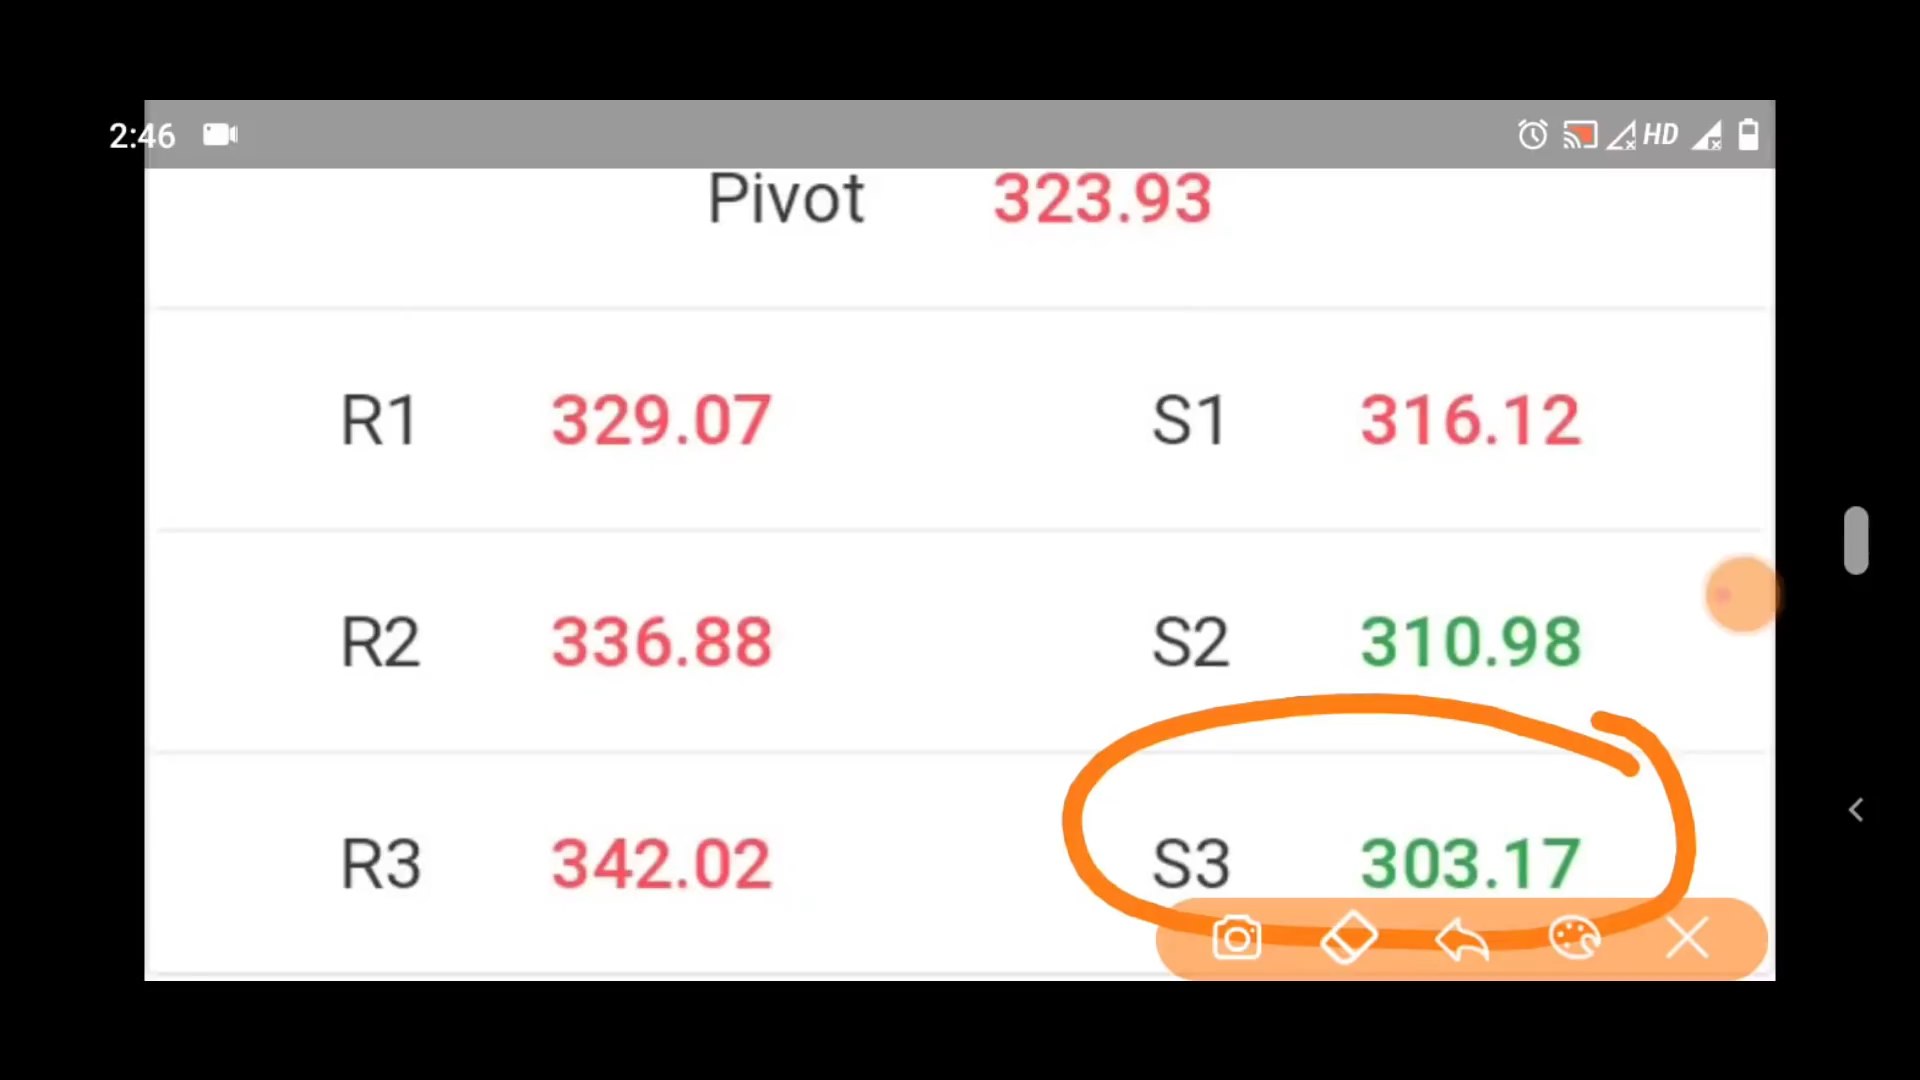 2:46 HD
Pivot 323.93
R1 329.07 S1 316.12
R2 336.88 S2 310.98
R3 342.02 S3 303.17